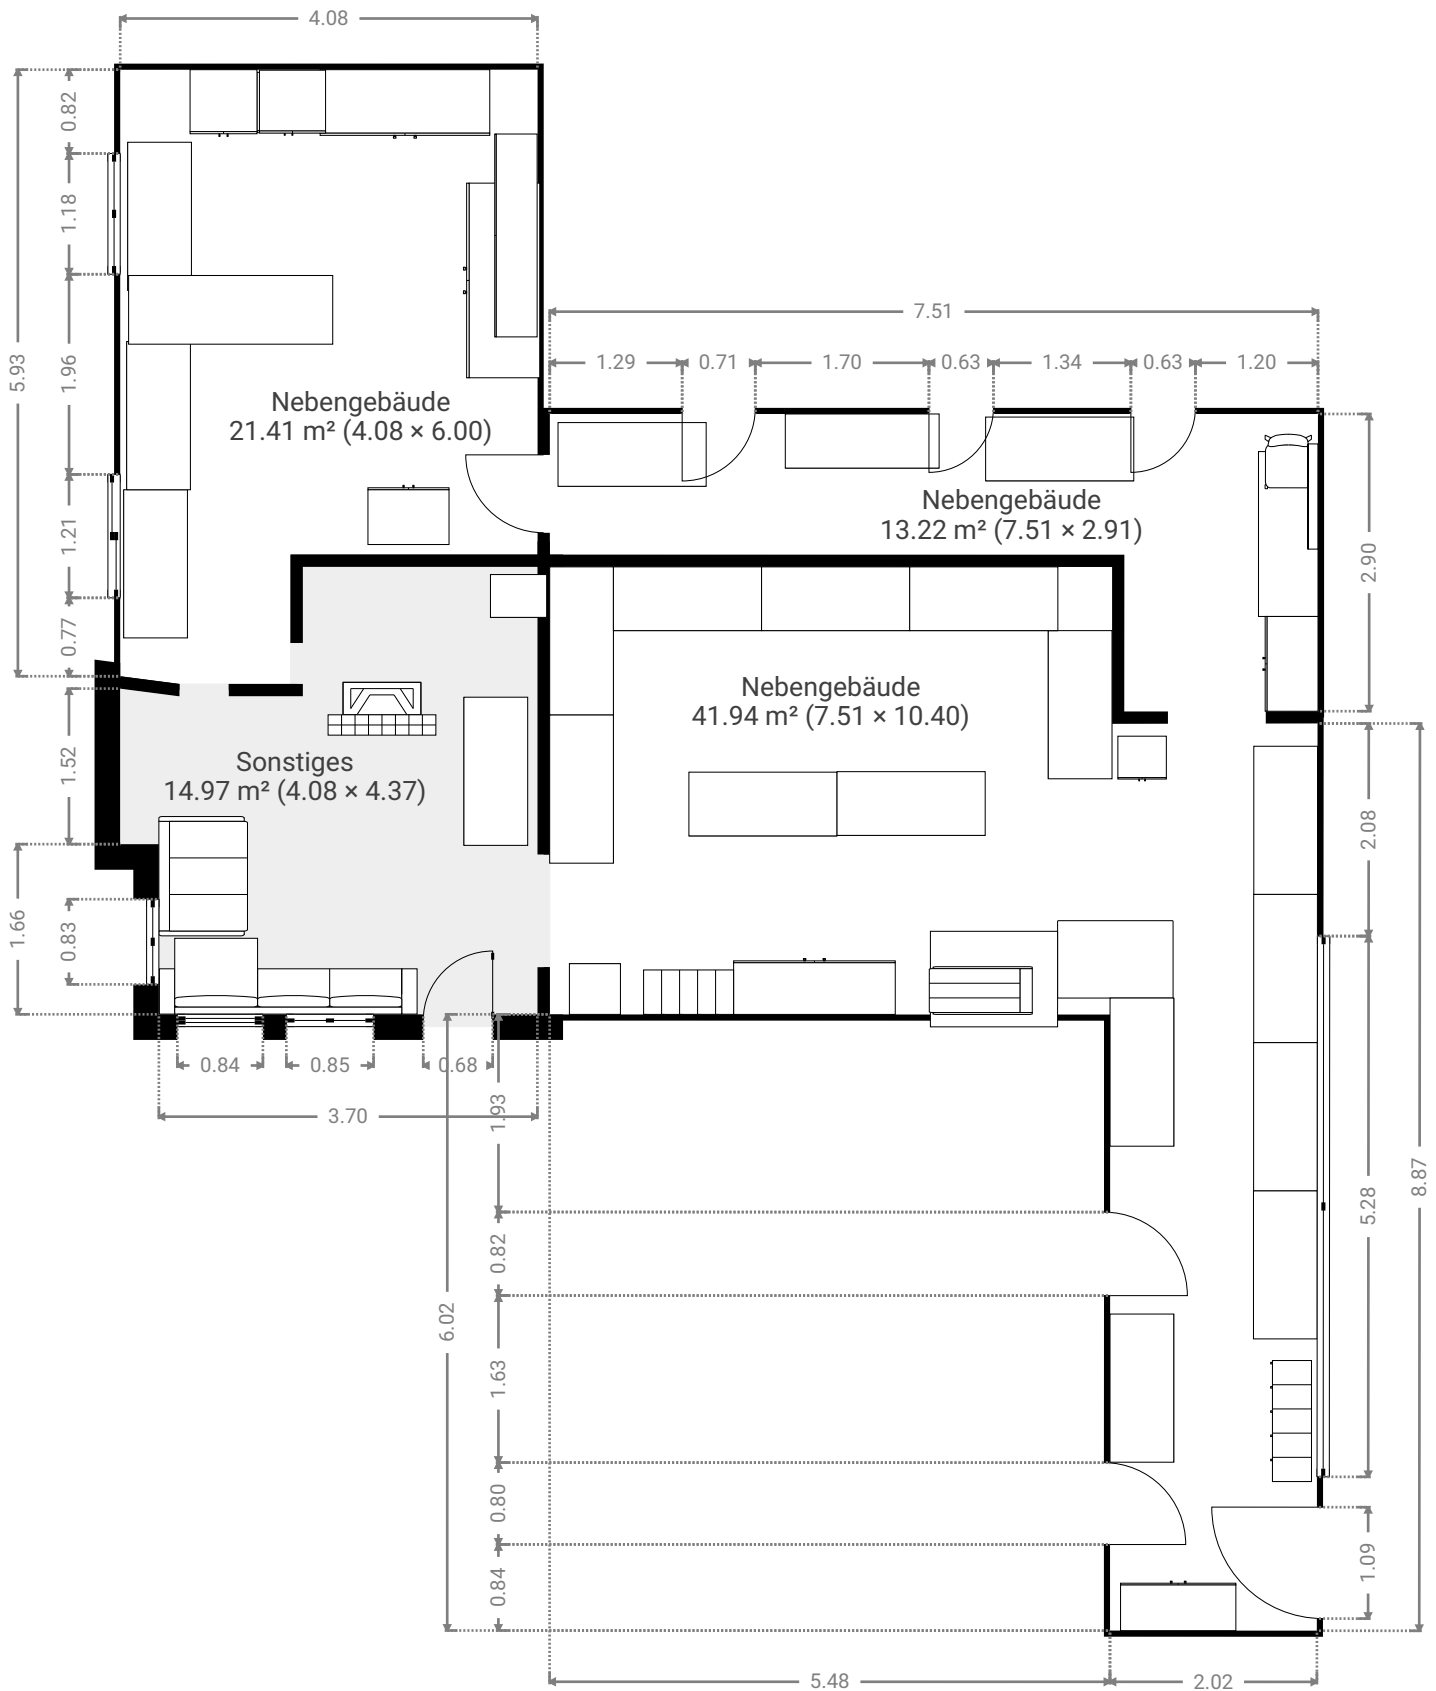 4.08
0.82
1.18
5.93
1.96
1.21
0.77
7.51
1.29 0.71 1.70 0.63 1.34 0.63 1.20
Nebengebäude
21.41 m² (4.08 × 6.00)
Nebengebäude
13.22 m² (7.51 × 2.91)
2.90
Nebengebäude
41.94 m² (7.51 × 10.40)
Sonstiges
14.97 m² (4.08 × 4.37)
1.52
2.08
1.66
0.83
0.84 0.85 0.68
3.70
1.93
8.87
5.28
0.82
6.02
1.63
0.80
1.09
0.84
5.48 2.02